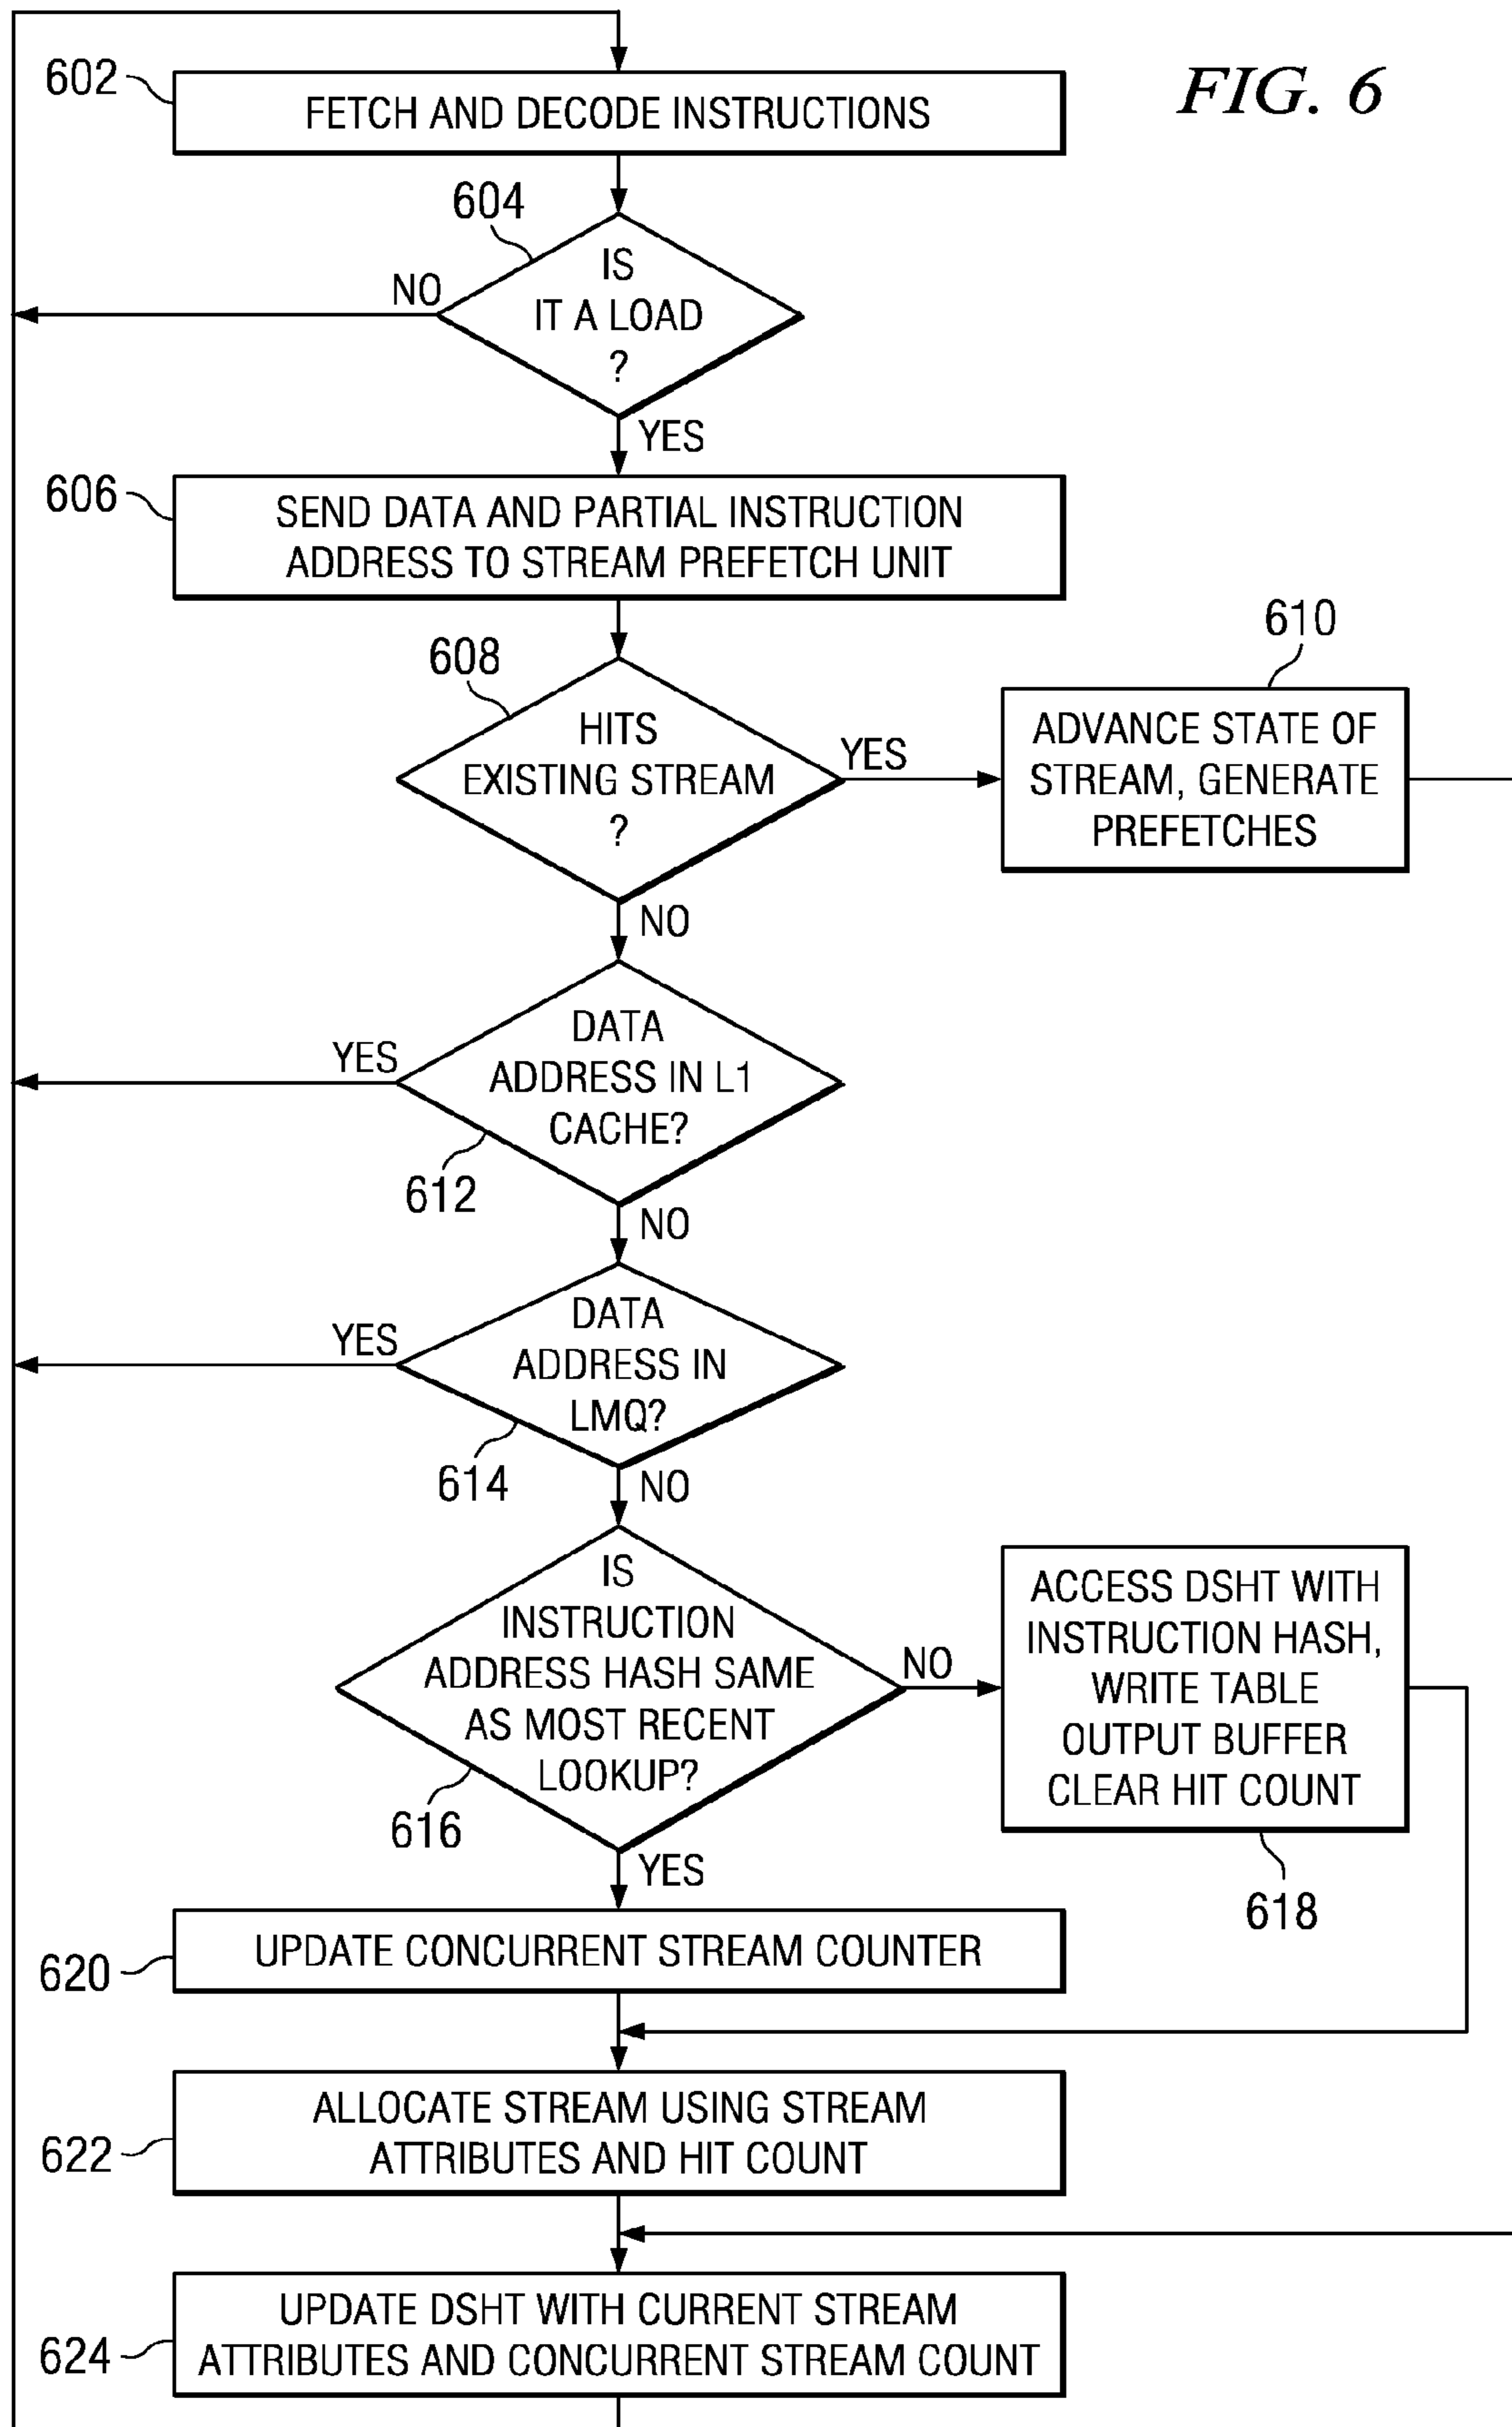 FIG. 6
602
FETCH AND DECODE INSTRUCTIONS
604
IS
IT A LOAD
?
NO
YES
606
SEND DATA AND PARTIAL INSTRUCTION
ADDRESS TO STREAM PREFETCH UNIT
608
HITS
EXISTING STREAM
?
YES
610
ADVANCE STATE OF
STREAM, GENERATE
PREFETCHES
NO
DATA
ADDRESS IN L1
CACHE?
YES
612
NO
DATA
ADDRESS IN
LMQ?
YES
614
NO
IS
INSTRUCTION
ADDRESS HASH SAME
AS MOST RECENT
LOOKUP?
616
NO
ACCESS DSHT WITH
INSTRUCTION HASH,
WRITE TABLE
OUTPUT BUFFER
CLEAR HIT COUNT
618
YES
620
UPDATE CONCURRENT STREAM COUNTER
622
ALLOCATE STREAM USING STREAM
ATTRIBUTES AND HIT COUNT
624
UPDATE DSHT WITH CURRENT STREAM
ATTRIBUTES AND CONCURRENT STREAM COUNT